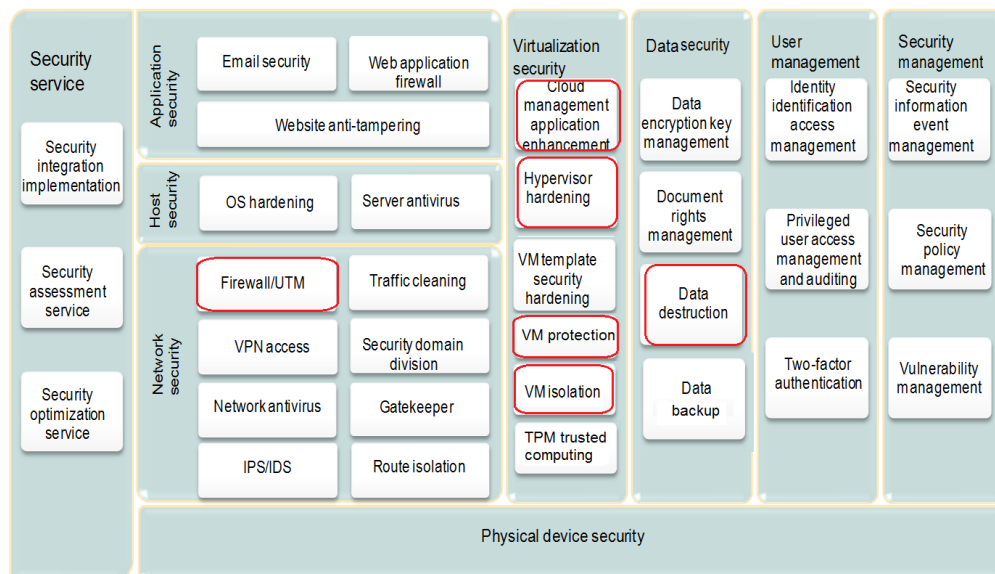 Security
service
Security
integration
implementation
Security
assessment
service
Security
optimization
service
Application
security
Email security
Web application
firewall
Website anti-tampering
Host
security
OS hardening
Server antivirus
Network
security
Firewall/UTM
Traffic cleaning
VPN access
Security domain
division
Network antivirus
Gatekeeper
IPS/IDS
Route isolation
Virtualization
security
Cloud
management
application
enhancement
Hypervisor
hardening
VM template
security
hardening
VM protection
VM isolation
TPM trusted
computing
Data security
Data
encryption key
management
Document
rights
management
Data
destruction
Data
backup
User
management
Identity
identification
access
management
Privileged
user access
management
and auditing
Two-factor
authentication
Security
management
Security
information
event
management
Security
policy
management
Vulnerability
management
Physical device security